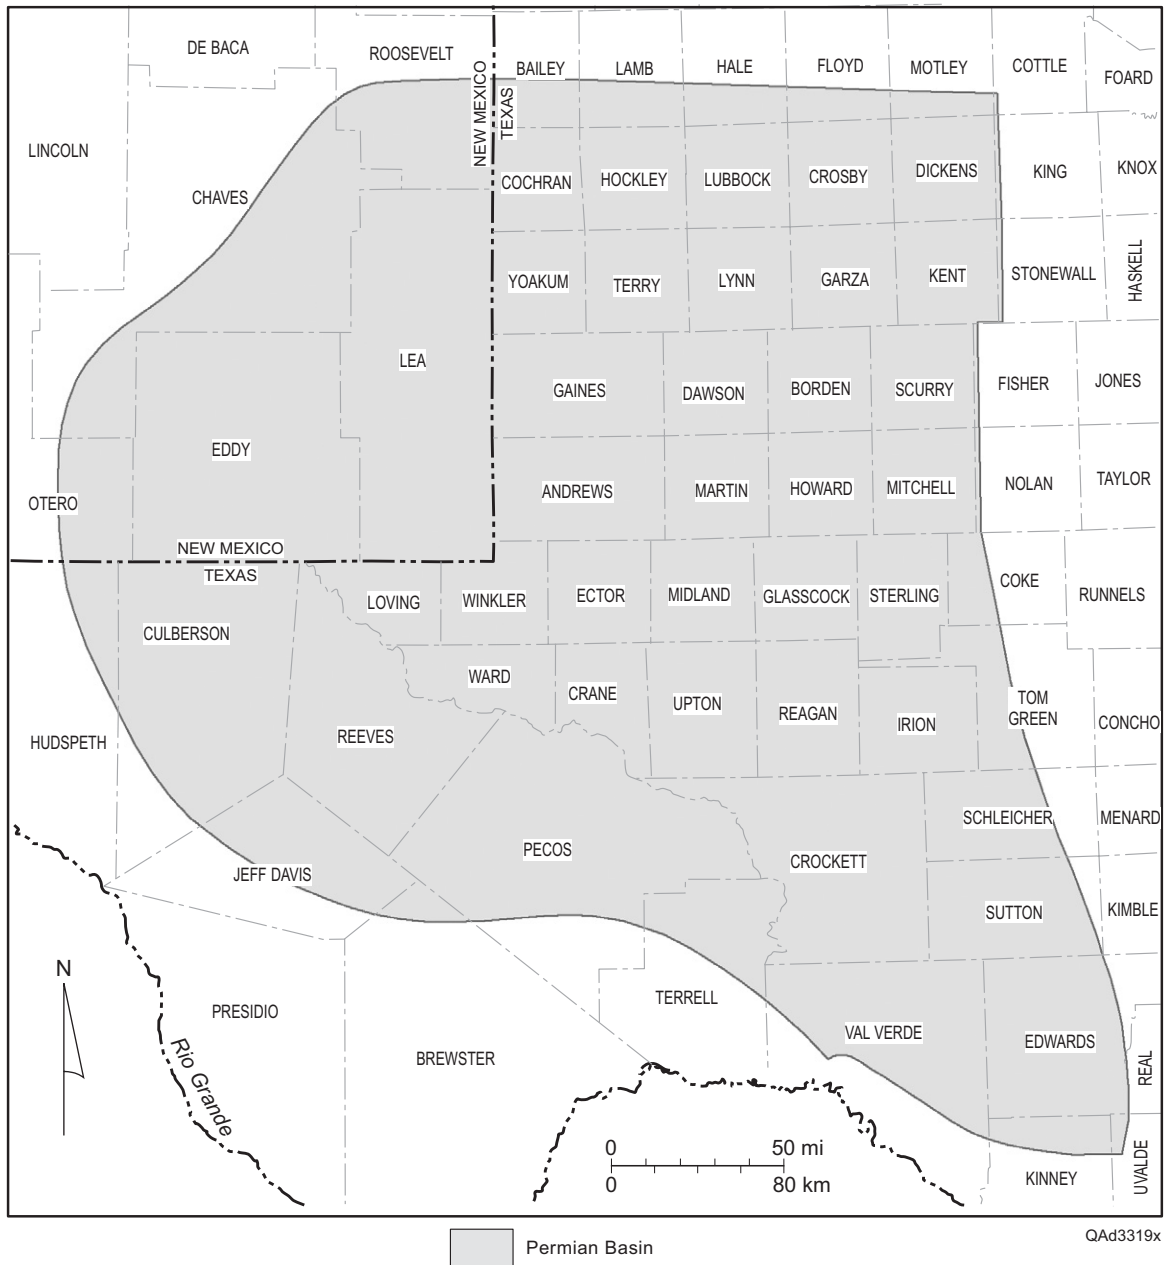 DE BACA
ROOSEVELT
BAILEY
LAMB
HALE
FLOYD
MOTLEY
COTTLE
FOARD
NEW MEXICO
TEXAS
LINCOLN
CHAVES
COCHRAN
HOCKLEY
LUBBOCK
CROSBY
DICKENS
KING
KNOX
YOAKUM
TERRY
LYNN
GARZA
KENT
STONEWALL
HASKELL
LEA
GAINES
DAWSON
BORDEN
SCURRY
FISHER
JONES
EDDY
OTERO
ANDREWS
MARTIN
HOWARD
MITCHELL
NOLAN
TAYLOR
NEW MEXICO
TEXAS
CULBERSON
LOVING
WINKLER
ECTOR
MIDLAND
GLASSCOCK
STERLING
COKE
RUNNELS
WARD
CRANE
UPTON
REAGAN
IRION
TOM
GREEN
CONCHO
HUDSPETH
REEVES
JEFF DAVIS
PECOS
CROCKETT
SCHLEICHER
MENARD
SUTTON
KIMBLE
N
PRESIDIO
Rio Grande
BREWSTER
TERRELL
VAL VERDE
EDWARDS
REAL
UVALDE
KINNEY
0 50 mi
0 80 km
Permian Basin
QAd3319x